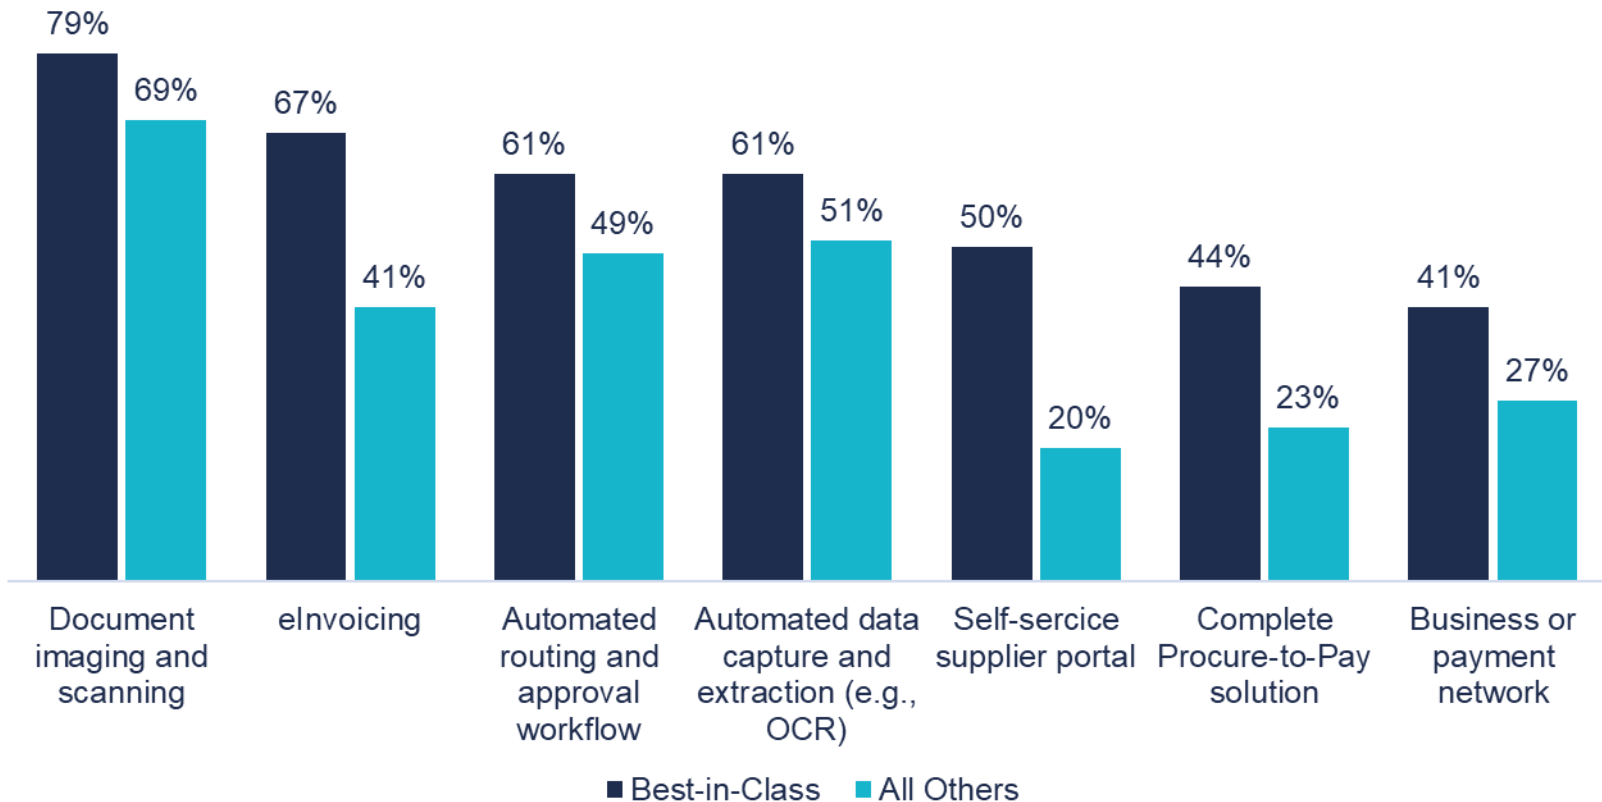 79%
69%
67%
41%
61%
49%
61%
51%
50%
20%
44%
23%
41%
27%
Document
imaging and
scanning
eInvoicing
Automated
routing and
approval
workflow
Automated data
capture and
extraction (e.g.,
OCR)
Self-sercice
supplier portal
Complete
Procure-to-Pay
solution
Business or
payment
network
Best-in-Class
All Others